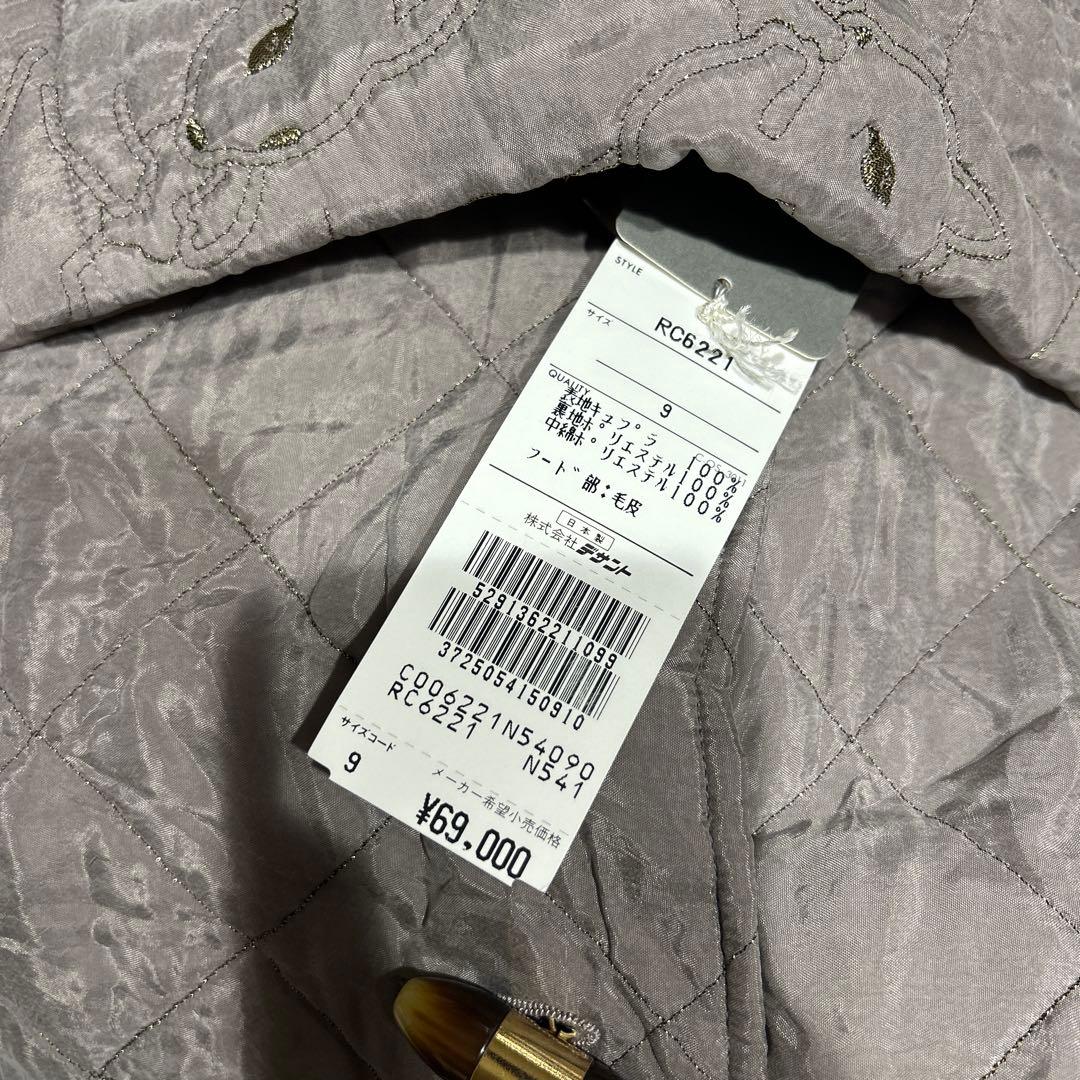 STYLE
RC6221
サイズ
9
QUALITY
表地キュプラ 100%
裏地ポリエステル100%
中綿ポリエステル100%
フード部:毛皮
日本製
株式会社デサント
5291362211099
3725054150910
C006221N54090
RC6221 N541
サイズコード
9
メーカー希望小売価格
¥69,000